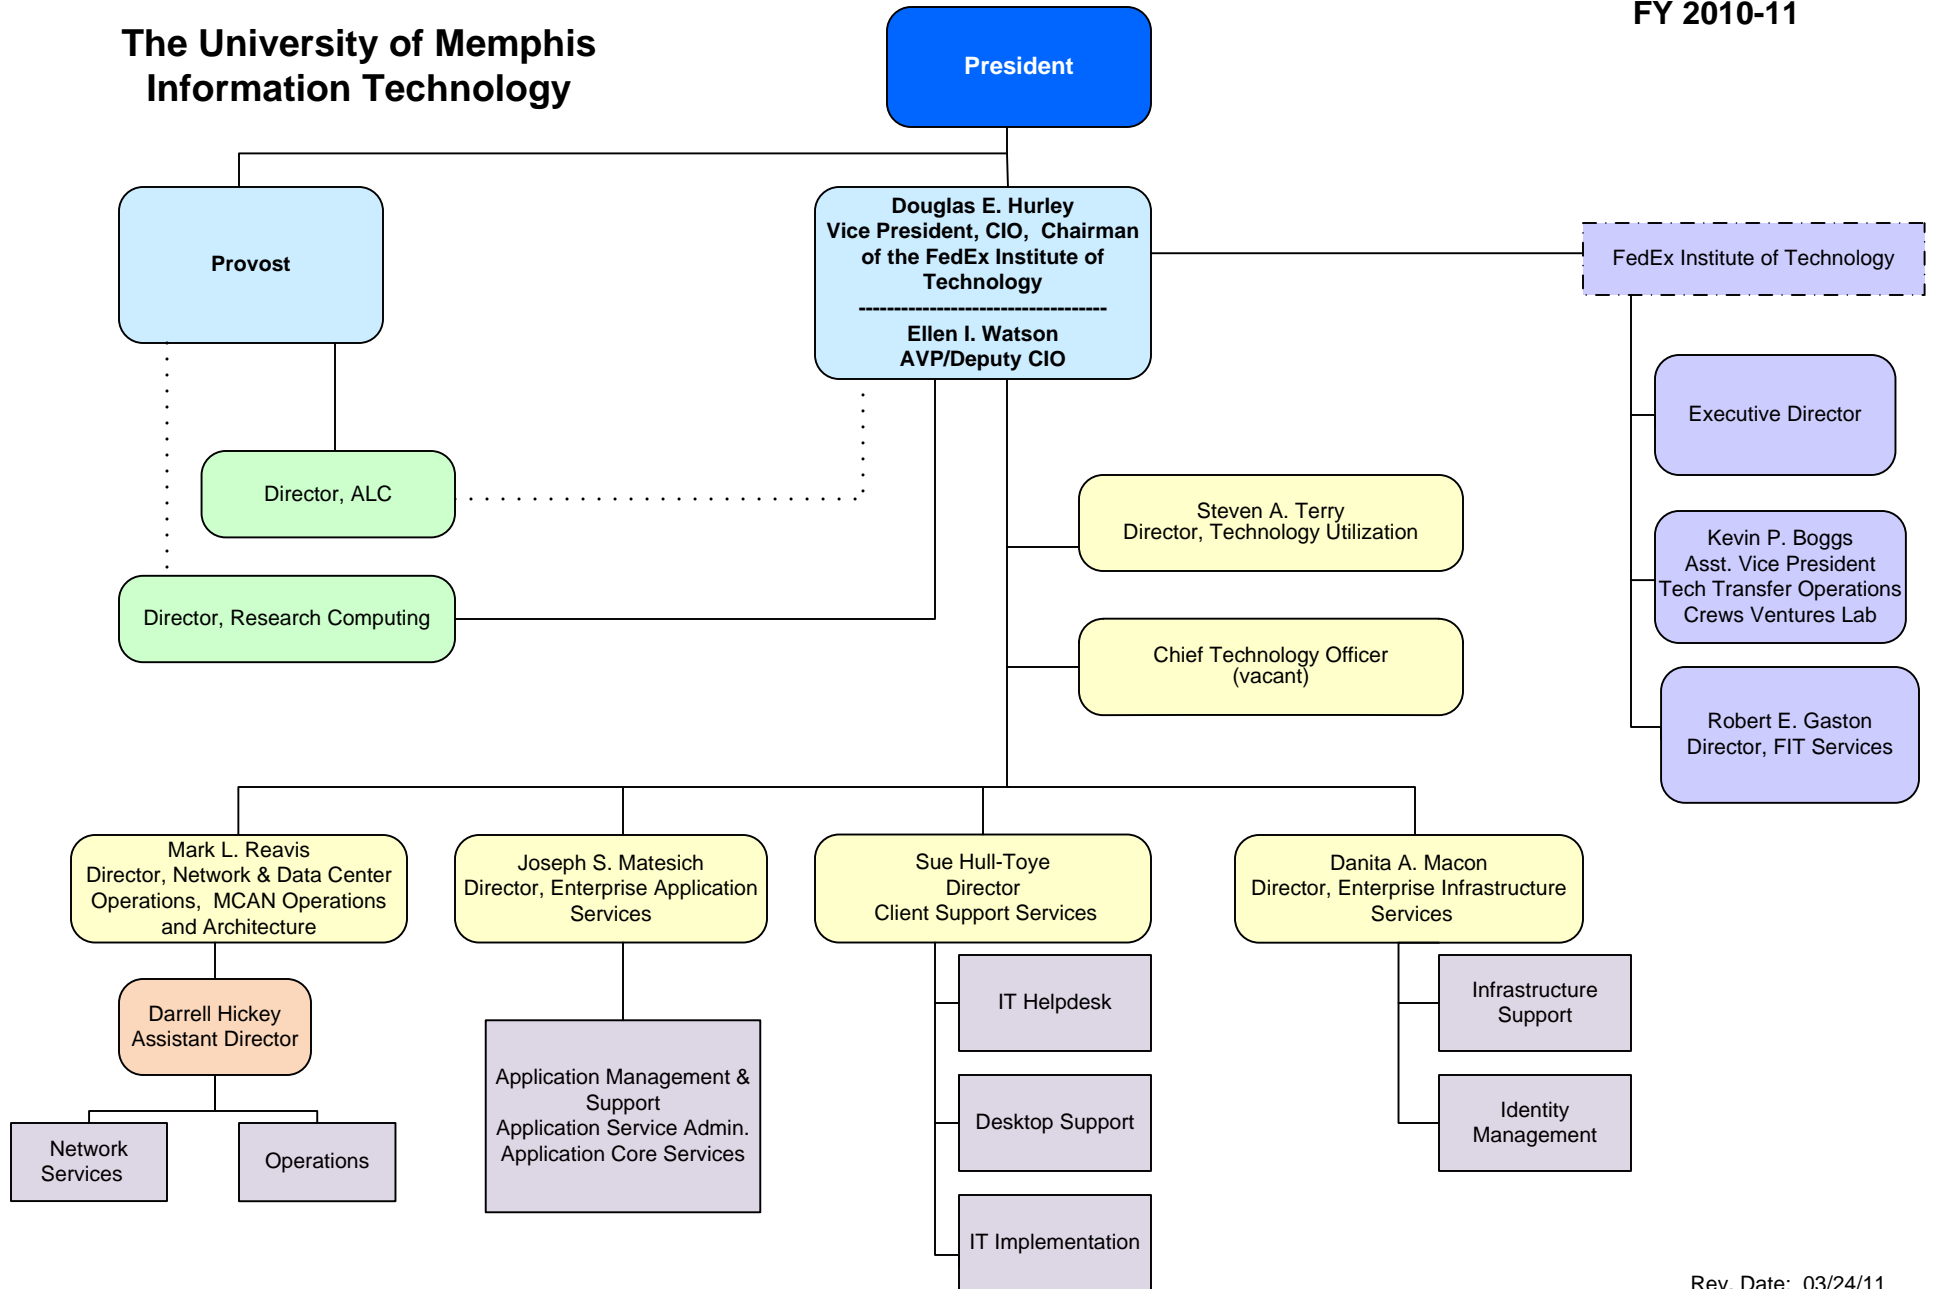 FY 2010-11
The University of Memphis
Information Technology
President
Provost
Douglas E. Hurley
Vice President, CIO, Chairman
of the FedEx Institute of
Technology
-----------------------------------
Ellen I. Watson
AVP/Deputy CIO
FedEx Institute of Technology
Executive Director
Director, ALC
Steven A. Terry
Director, Technology Utilization
Kevin P. Boggs
Asst. Vice President
Tech Transfer Operations
Crews Ventures Lab
Director, Research Computing
Chief Technology Officer
(vacant)
Robert E. Gaston
Director, FIT Services
Mark L. Reavis
Director, Network & Data Center
Operations, MCAN Operations
and Architecture
Joseph S. Matesich
Director, Enterprise Application
Services
Sue Hull-Toye
Director
Client Support Services
Danita A. Macon
Director, Enterprise Infrastructure
Services
Darrell Hickey
Assistant Director
Network
Services
Operations
Application Management &
Support
Application Service Admin.
Application Core Services
IT Helpdesk
Desktop Support
IT Implementation
Infrastructure
Support
Identity
Management
Rev. Date: 03/24/11